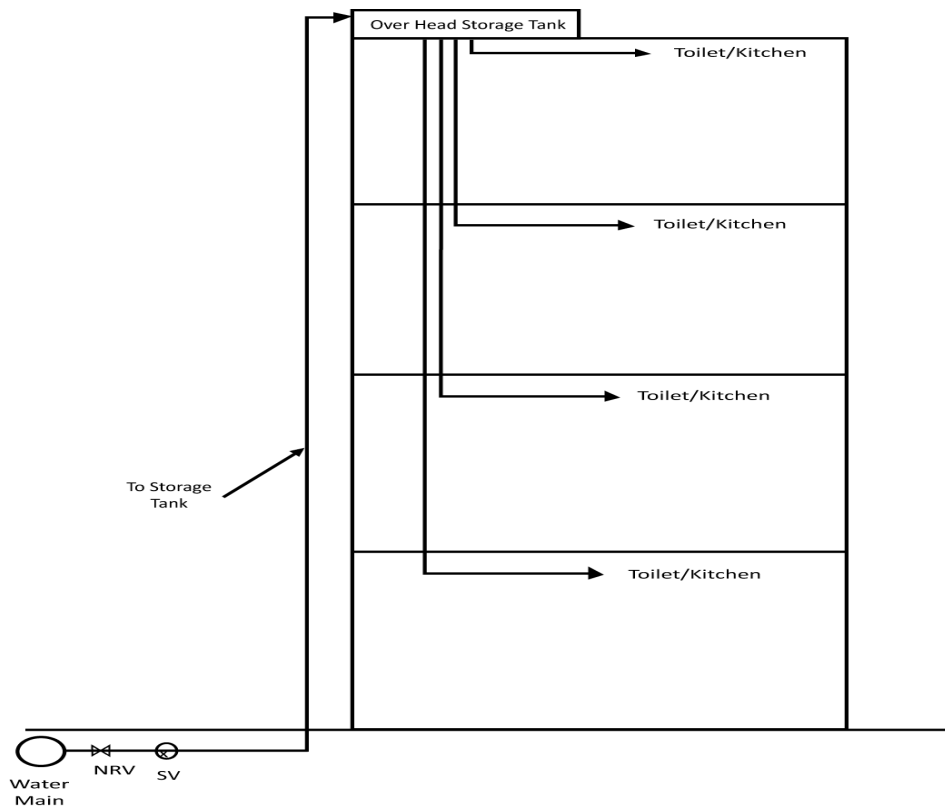 Over Head Storage Tank
Toilet/Kitchen
Toilet/Kitchen
Toilet/Kitchen
To Storage
Tank
Toilet/Kitchen
NRV
SV
Water
Main